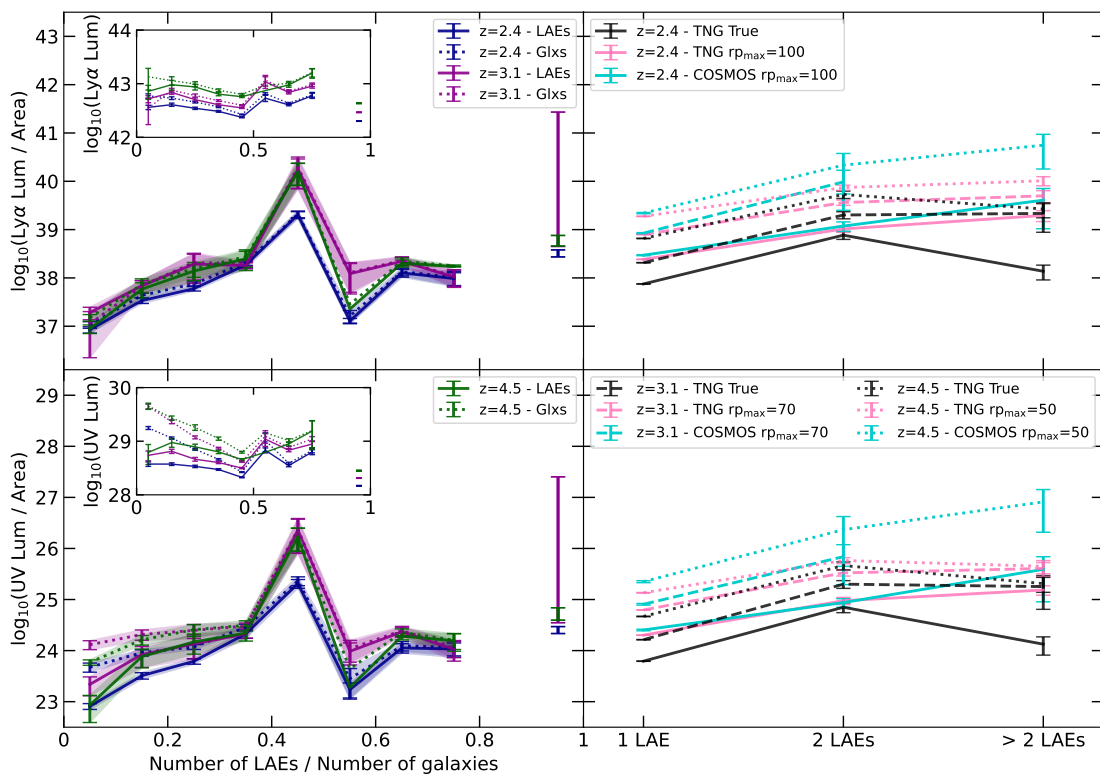 43
42
41
40
39
38
37
log₁₀(Lyα Lum / Area)
44
43
42
log₁₀(Lyα Lum)
0
0.5
1
z=2.4 - LAEs
z=2.4 - Glxs
z=3.1 - LAEs
z=3.1 - Glxs
z=2.4 - TNG True
z=2.4 - TNG rpₘₐₓ=100
z=2.4 - COSMOS rpₘₐₓ=100
29
28
27
26
25
24
23
log₁₀(UV Lum / Area)
30
29
28
log₁₀(UV Lum)
0
0.5
1
z=4.5 - LAEs
z=4.5 - Glxs
z=3.1 - TNG True
z=3.1 - TNG rpₘₐₓ=70
z=3.1 - COSMOS rpₘₐₓ=70
z=4.5 - TNG True
z=4.5 - TNG rpₘₐₓ=50
z=4.5 - COSMOS rpₘₐₓ=50
0 0.2 0.4 0.6 0.8 1
Number of LAEs / Number of galaxies
1 LAE 2 LAEs > 2 LAEs